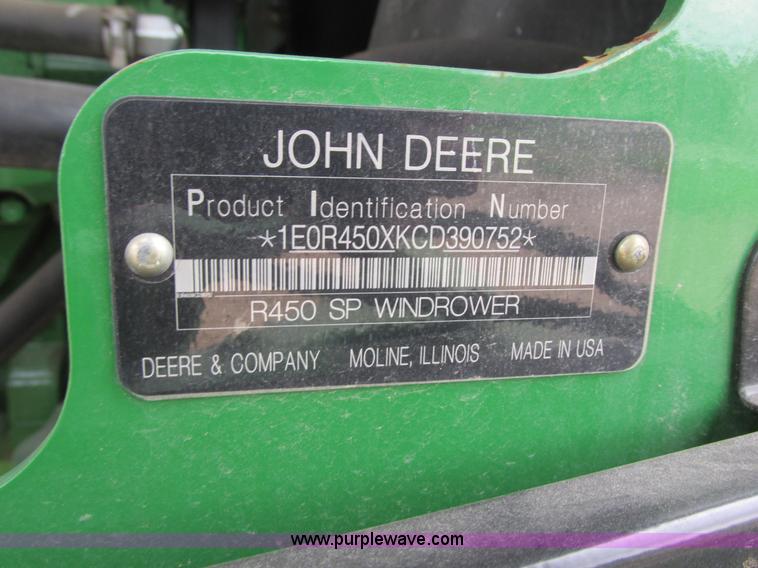 JOHN DEERE
Product Identification Number
*1E0R450XKCD390752*
R450 SP WINDROWER
DEERE & COMPANY MOLINE, ILLINOIS MADE IN USA
www.purplewave.com